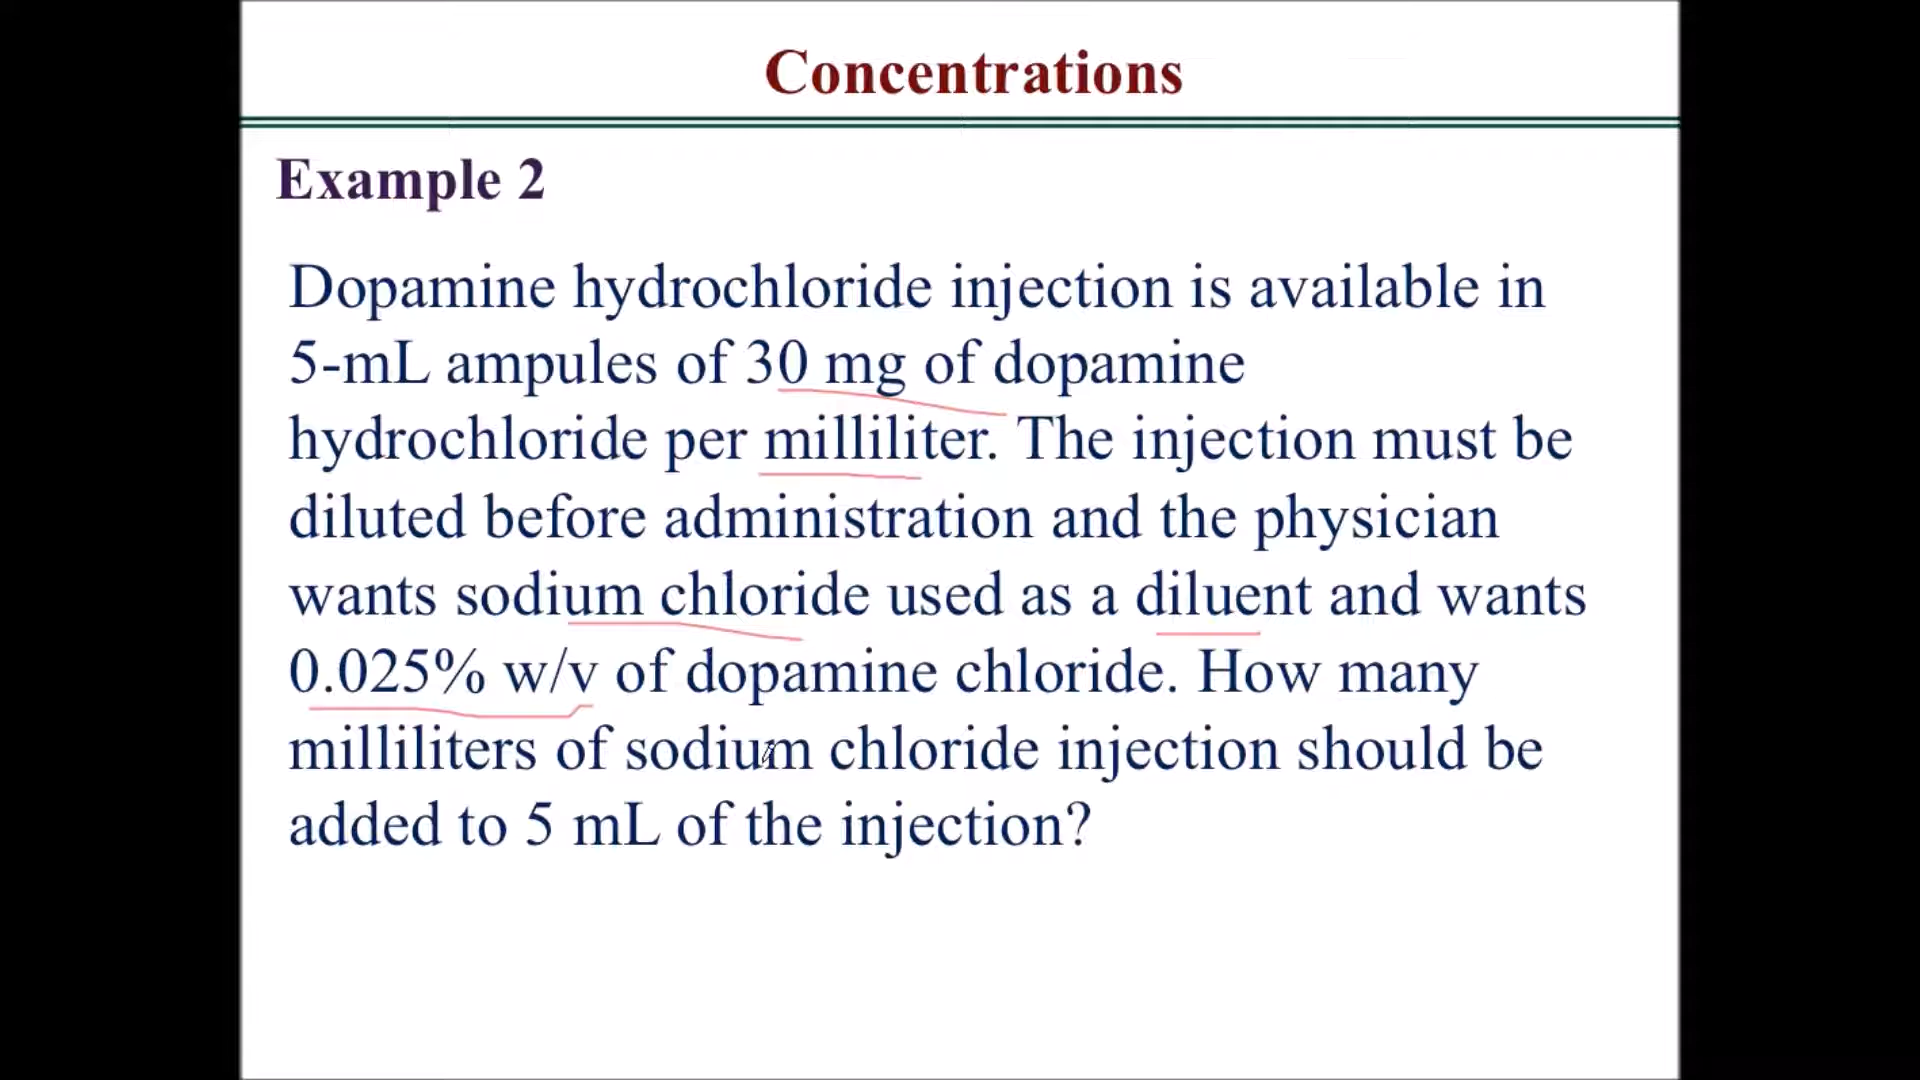 Concentrations
Example 2
Dopamine hydrochloride injection is available in
5-mL ampules of 30 mg of dopamine
hydrochloride per milliliter. The injection must be
diluted before administration and the physician
wants sodium chloride used as a diluent and wants
0.025% w/v of dopamine chloride. How many
milliliters of sodium chloride injection should be
added to 5 mL of the injection?